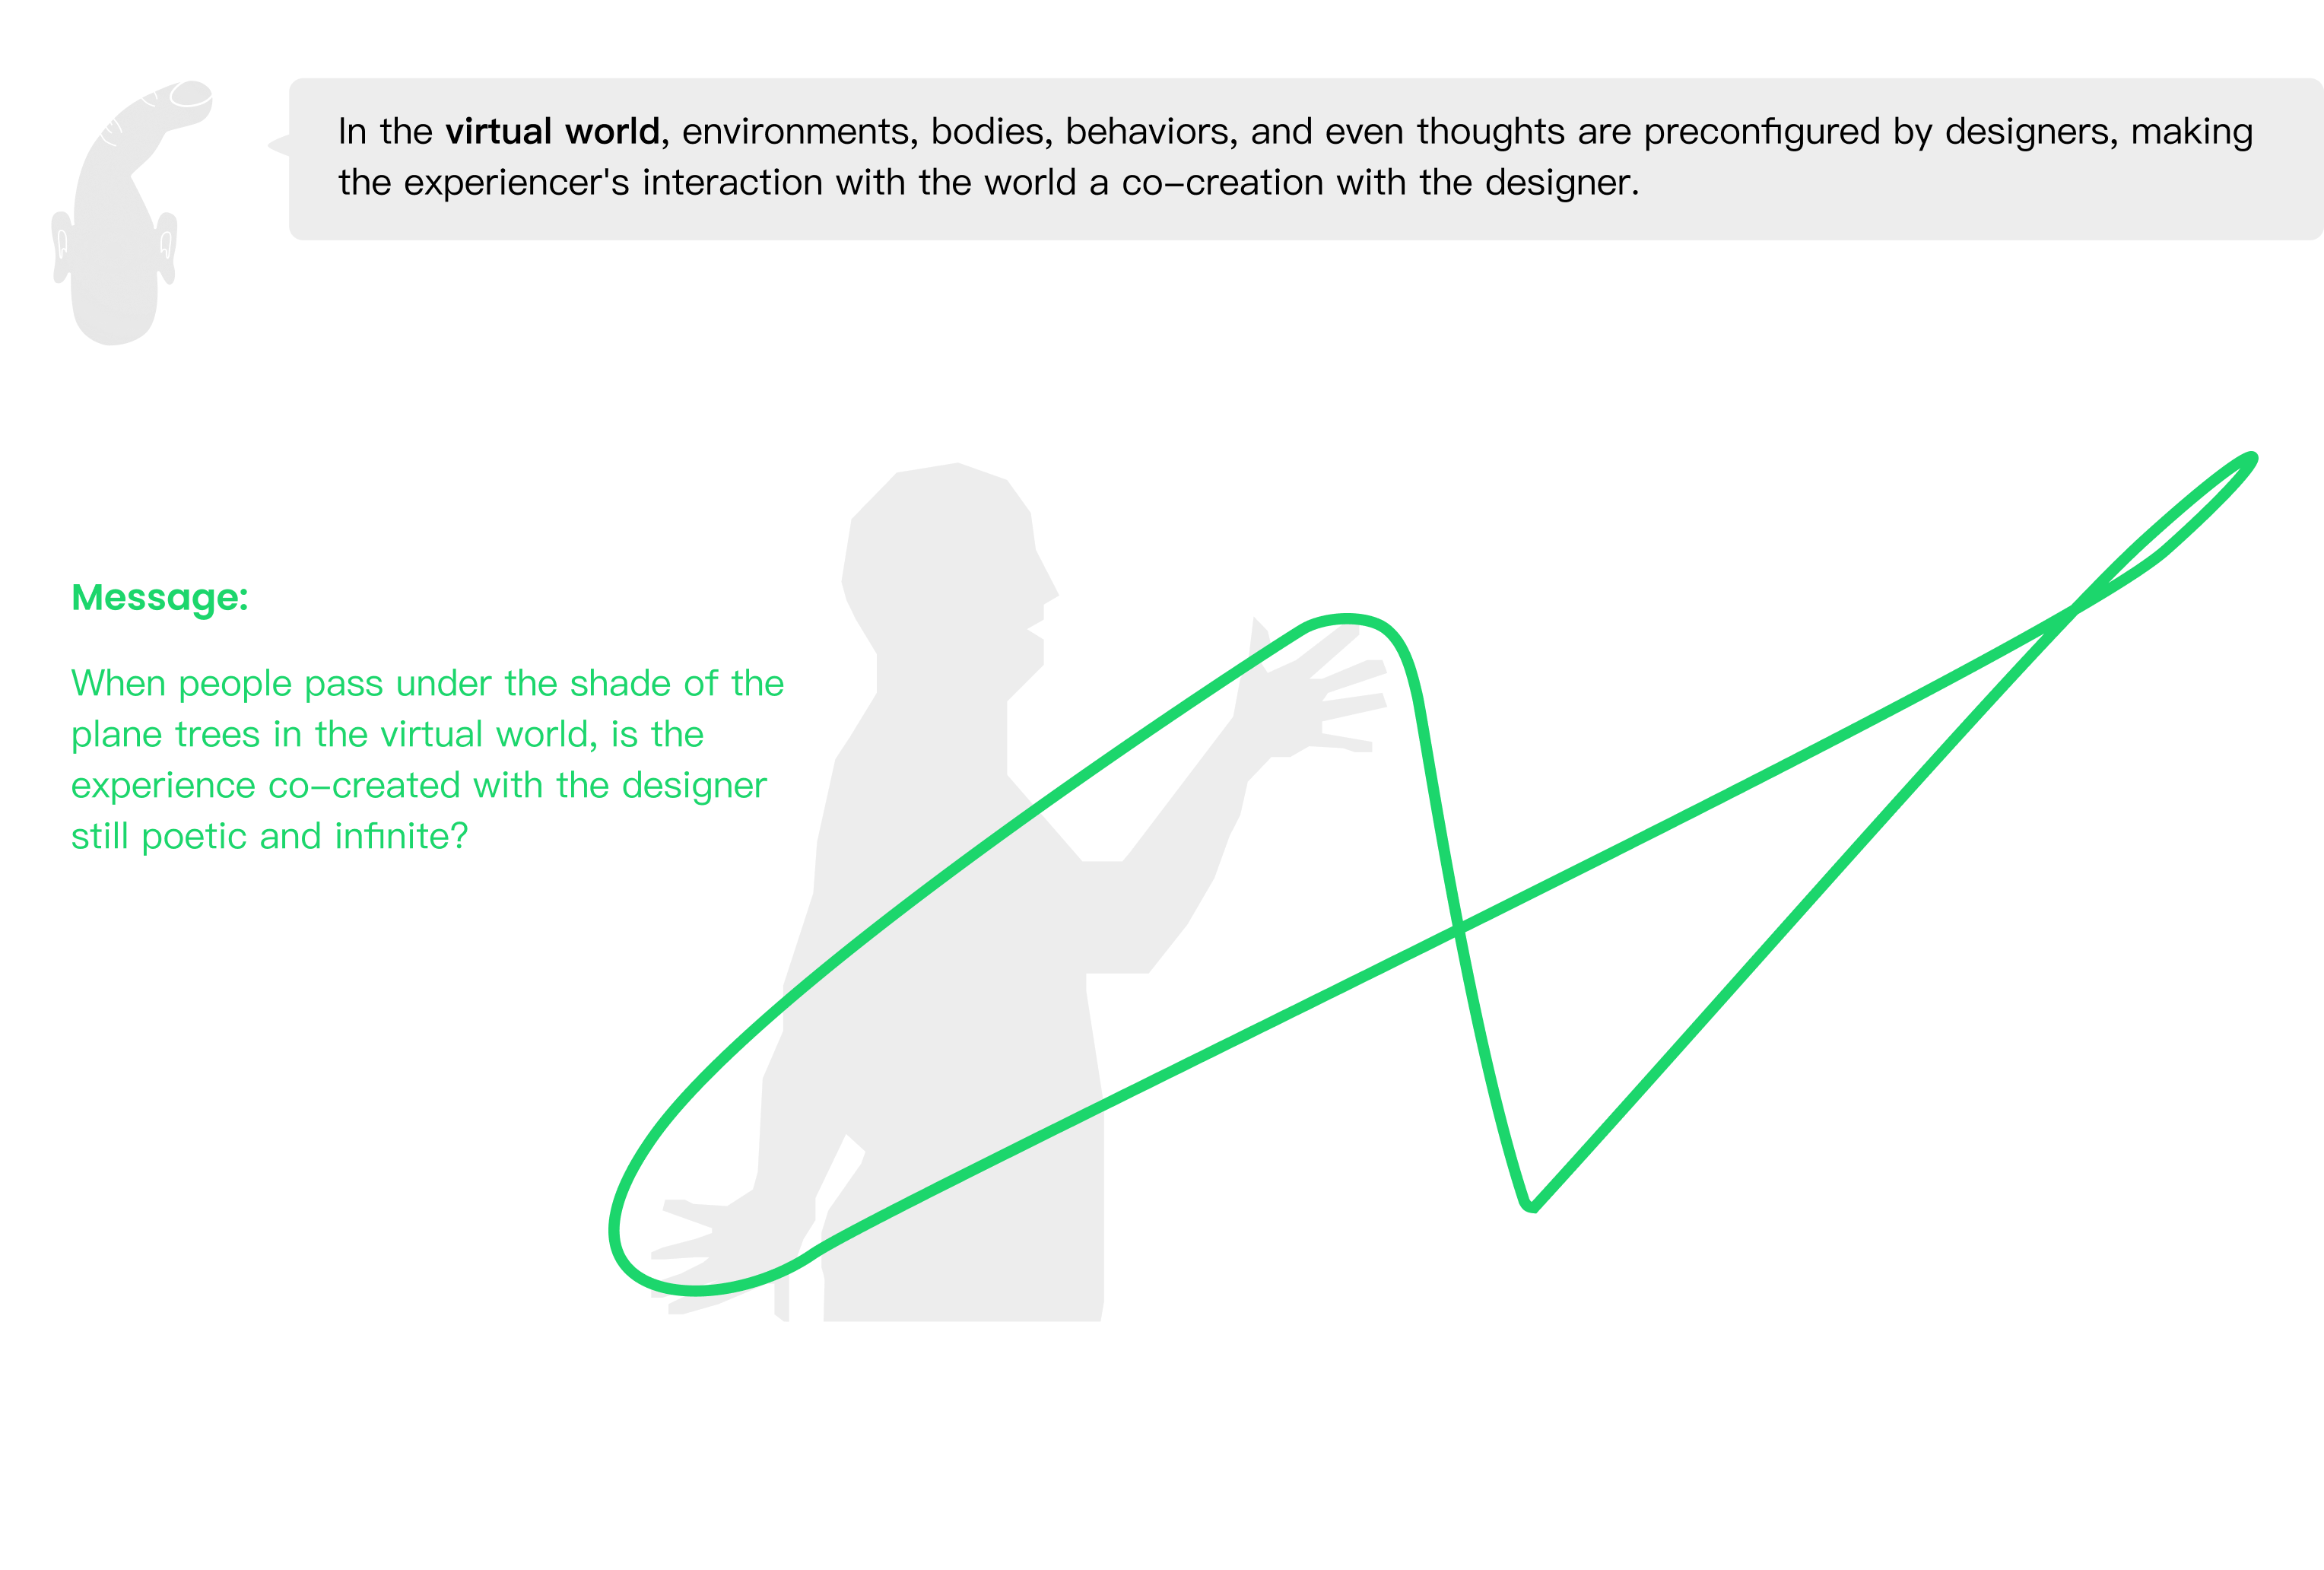 In the virtual world, environments, bodies, behaviors, and even thoughts are preconfigured by designers, making
the experiencer's interaction with the world a co-creation with the designer.
Message:
When people pass under the shade of the
plane trees in the virtual world, is the
experience co-created with the designer
still poetic and infinite?